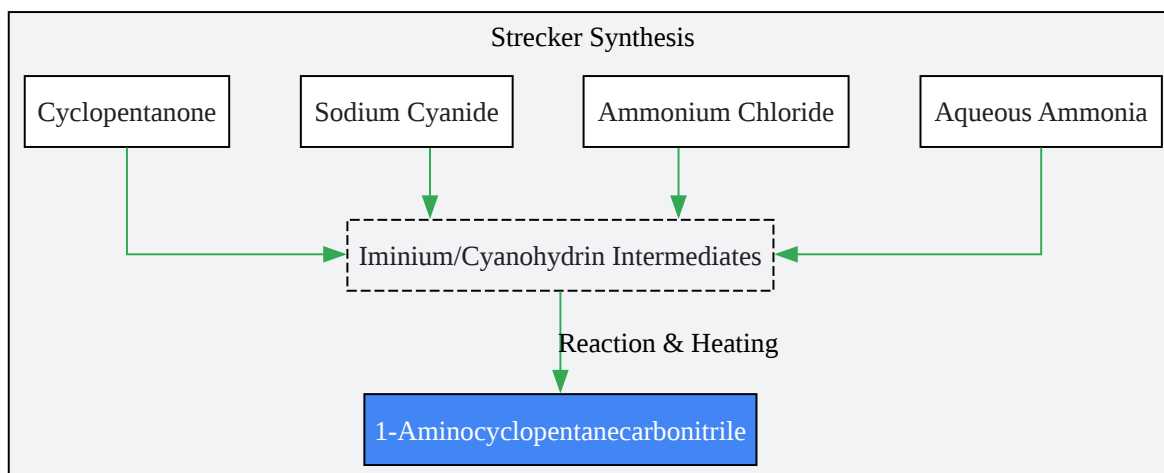 Strecker Synthesis
Cyclopentanone
Sodium Cyanide
Ammonium Chloride
Aqueous Ammonia
Iminium/Cyanohydrin Intermediates
Reaction & Heating
1-Aminocyclopentanecarbonitrile